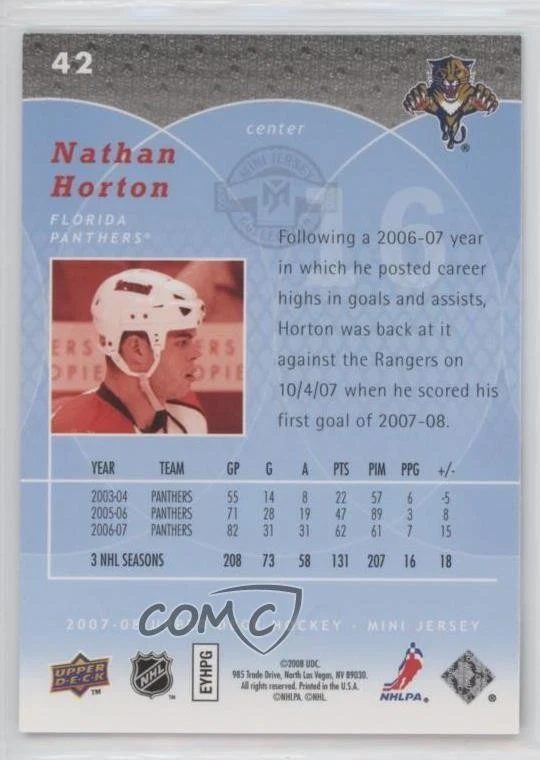 42
center
Nathan
Horton
FLORIDA
PANTHERS®
MINI JERSEY
16
Following a 2006-07 year
in which he posted career
highs in goals and assists,
Horton was back at it
against the Rangers on
10/4/07 when he scored his
first goal of 2007-08.
YEAR TEAM GP G A PTS PIM PPG +/-
2003-04 PANTHERS 55 14 8 22 57 6 -5
2005-06 PANTHERS 71 28 19 47 89 3 8
2006-07 PANTHERS 82 31 31 62 61 7 15
3 NHL SEASONS 208 73 58 131 207 16 18
COMC
2007-08 HOCKEY - MINI JERSEY
UPPER DECK ™
NHL ™
EYHPG
©2008 UDC.
985 Trade Drive, North Las Vegas, NV 89030.
All rights reserved. Printed in the U.S.A.
©NHLPA. ©NHL.
NHLPA.
®